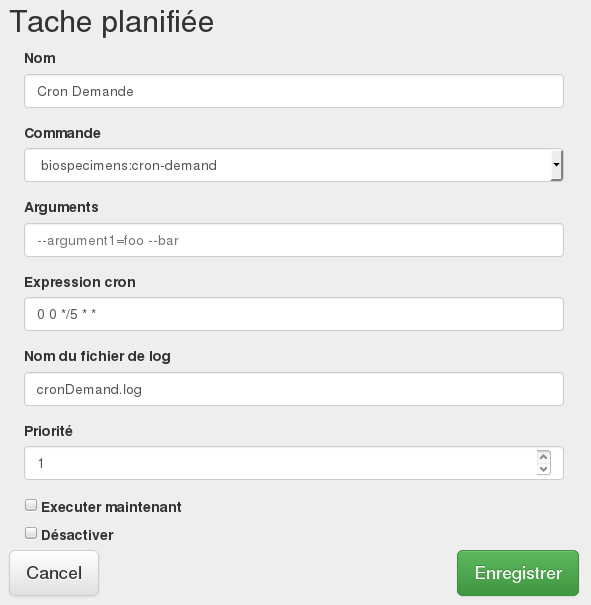 Tache planifiée
Nom
Cron Demande
Commande
biospecimens:cron-demand
Arguments
--argument1=foo --bar
Expression cron
0 0 */5 * *
Nom du fichier de log
cronDemand.log
Priorité
1
Executer maintenant
Désactiver
Cancel
Enregistrer